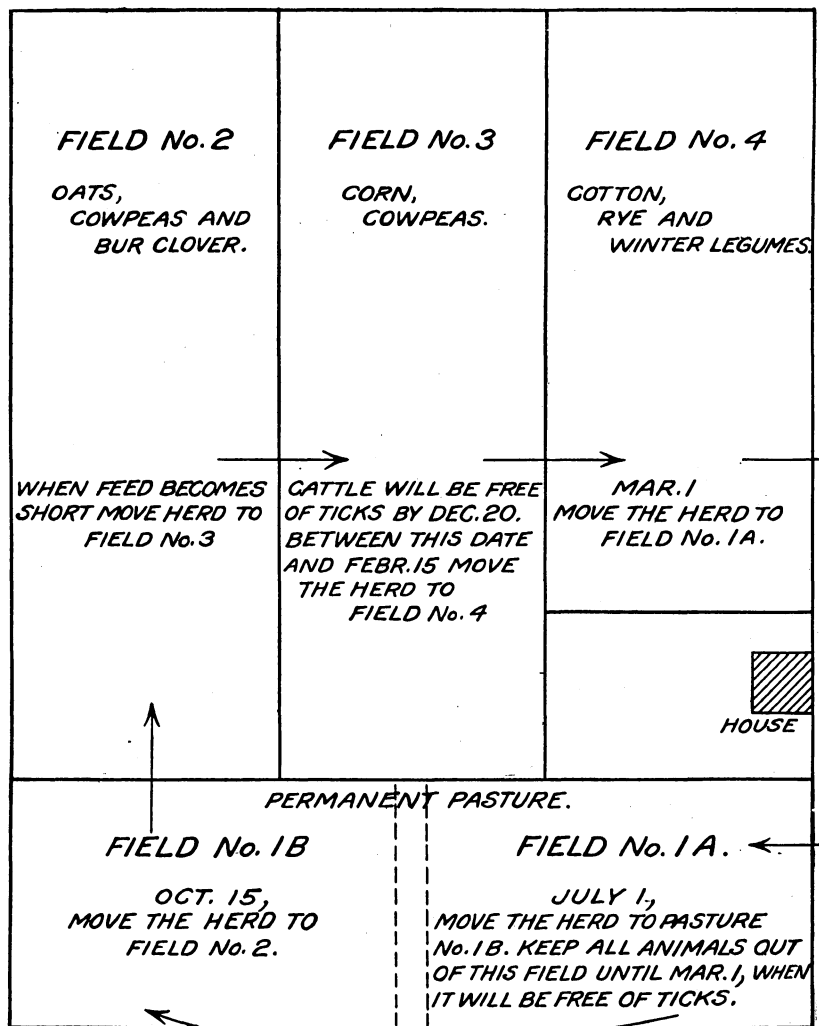 FIELD No. 2
OATS,
COWPEAS AND
BUR CLOVER.
WHEN FEED BECOMES
SHORT MOVE HERD TO
FIELD No. 3
FIELD No. 3
CORN,
COWPEAS.
CATTLE WILL BE FREE
OF TICKS BY DEC. 20.
BETWEEN THIS DATE
AND FEBR. 15 MOVE
THE HERD TO
FIELD No. 4
FIELD No. 4
COTTON,
RYE AND
WINTER LEGUMES.
MAR. 1
MOVE THE HERD TO
FIELD No. 1A.
HOUSE
PERMANENT PASTURE.
FIELD No. 1B
OCT. 15,
MOVE THE HERD TO
FIELD No. 2.
FIELD No. 1A.
JULY 1.,
MOVE THE HERD TO PASTURE
No. 1B. KEEP ALL ANIMALS OUT
OF THIS FIELD UNTIL MAR. 1, WHEN
IT WILL BE FREE OF TICKS.